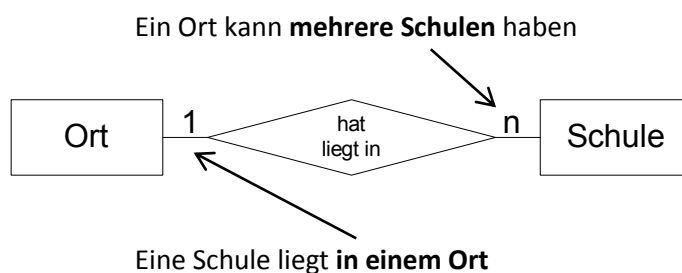 Ein Ort kann mehrere Schulen haben
Ort
1
hat
liegt in
n
Schule
Eine Schule liegt in einem Ort